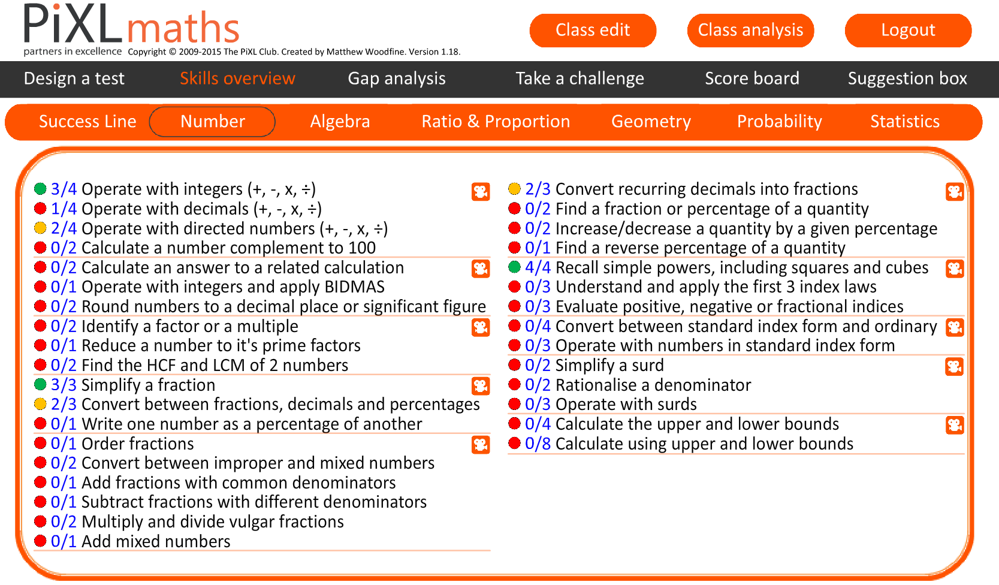 PiXL maths
partners in excellence Copyright © 2009-2015 The PiXL Club. Created by Matthew Woodfine. Version 1.18.
Class edit Class analysis Logout
Design a test Skills overview Gap analysis Take a challenge Score board Suggestion box
Success Line Number Algebra Ratio & Proportion Geometry Probability Statistics
3/4 Operate with integers (+, -, x, ÷)
1/4 Operate with decimals (+, -, x, ÷)
2/4 Operate with directed numbers (+, -, x, ÷)
0/2 Calculate a number complement to 100
0/2 Calculate an answer to a related calculation
0/1 Operate with integers and apply BIDMAS
0/2 Round numbers to a decimal place or significant figure
0/2 Identify a factor or a multiple
0/1 Reduce a number to it's prime factors
0/2 Find the HCF and LCM of 2 numbers
3/3 Simplify a fraction
2/3 Convert between fractions, decimals and percentages
0/1 Write one number as a percentage of another
0/1 Order fractions
0/2 Convert between improper and mixed numbers
0/1 Add fractions with common denominators
0/1 Subtract fractions with different denominators
0/2 Multiply and divide vulgar fractions
0/1 Add mixed numbers
2/3 Convert recurring decimals into fractions
0/2 Find a fraction or percentage of a quantity
0/2 Increase/decrease a quantity by a given percentage
0/1 Find a reverse percentage of a quantity
4/4 Recall simple powers, including squares and cubes
0/3 Understand and apply the first 3 index laws
0/3 Evaluate positive, negative or fractional indices
0/4 Convert between standard index form and ordinary
0/3 Operate with numbers in standard index form
0/2 Simplify a surd
0/2 Rationalise a denominator
0/3 Operate with surds
0/4 Calculate the upper and lower bounds
0/8 Calculate using upper and lower bounds